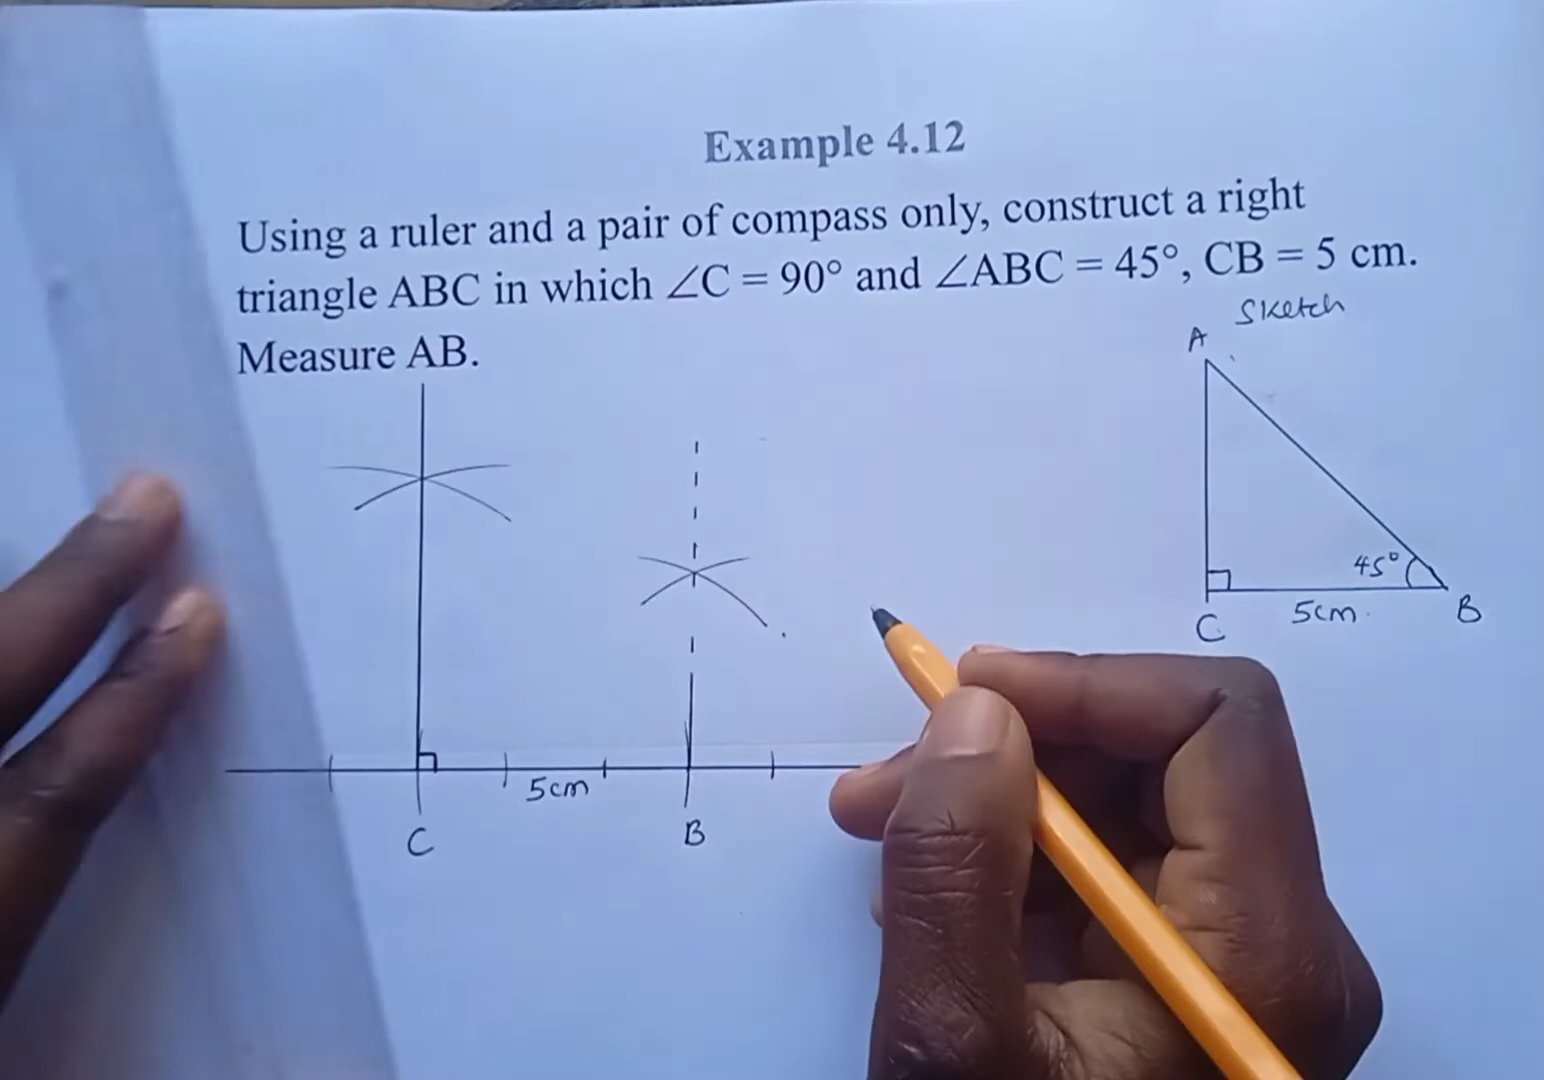 Example 4.12
Using a ruler and a pair of compass only, construct a right
triangle ABC in which ∠C = 90° and ∠ABC = 45°, CB = 5 cm.
Measure AB.
Sketch
A
45°
5cm.
C
B
5cm
C
B